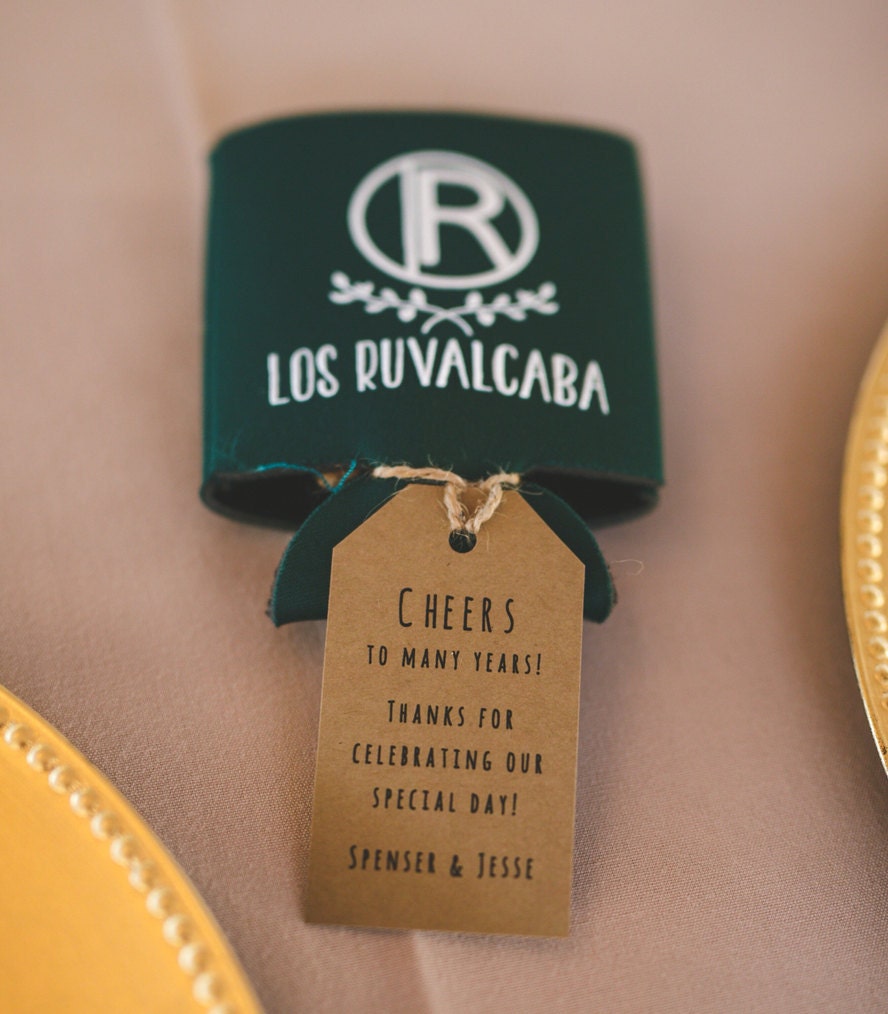 R
LOS RUVALCABA
CHEERS
TO MANY YEARS!
THANKS FOR
CELEBRATING OUR
SPECIAL DAY!
SPENSER & JESSE